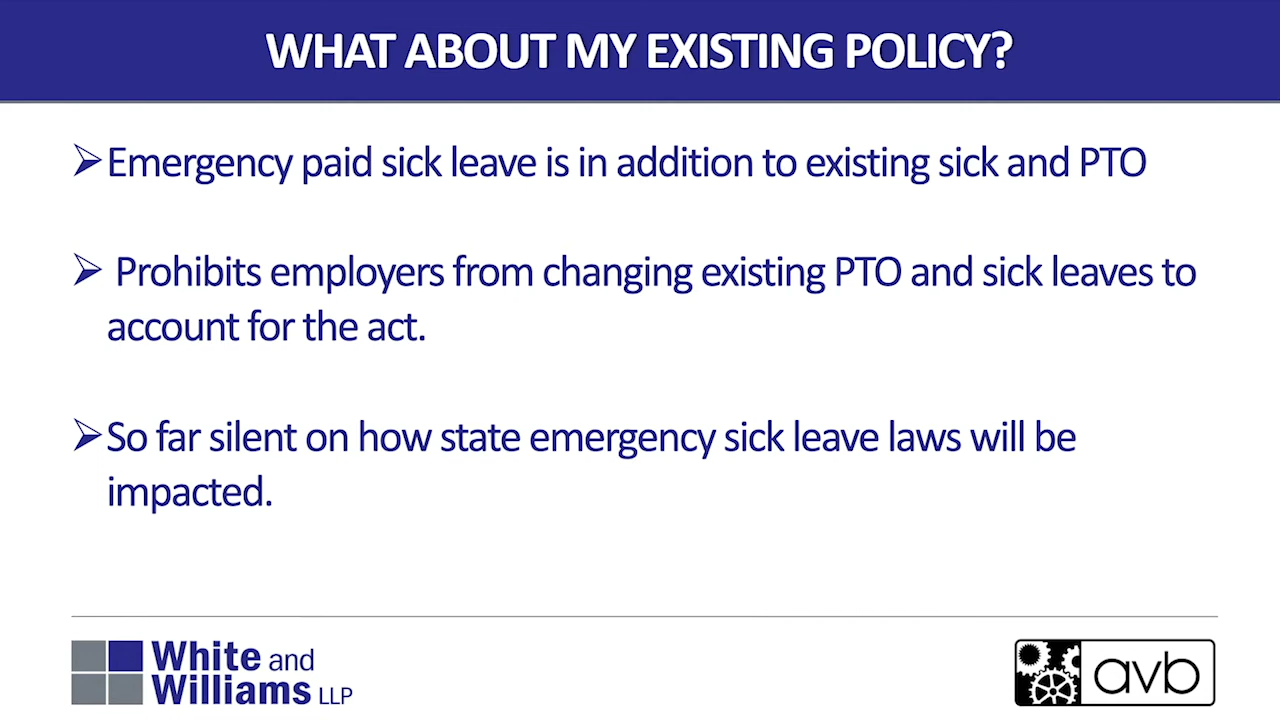 WHAT ABOUT MY EXISTING POLICY?
➢Emergency paid sick leave is in addition to existing sick and PTO
➢ Prohibits employers from changing existing PTO and sick leaves to
account for the act.
➢So far silent on how state emergency sick leave laws will be
impacted.
White and
Williams LLP
avb